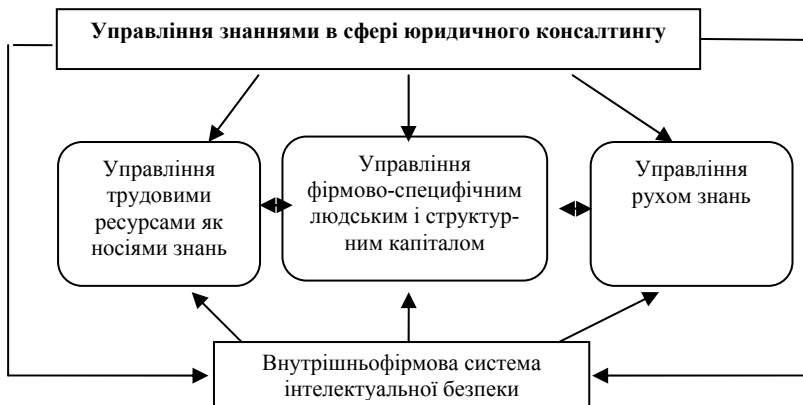 Управління знаннями в сфері юридичного консалтингу
Управління
трудовими
ресурсами як
носіями знань
Управління
фірмово-специфічним
людським і структур-
ним капіталом
Управління
рухом знань
Внутрішньофірмова система
інтелектуальної безпеки